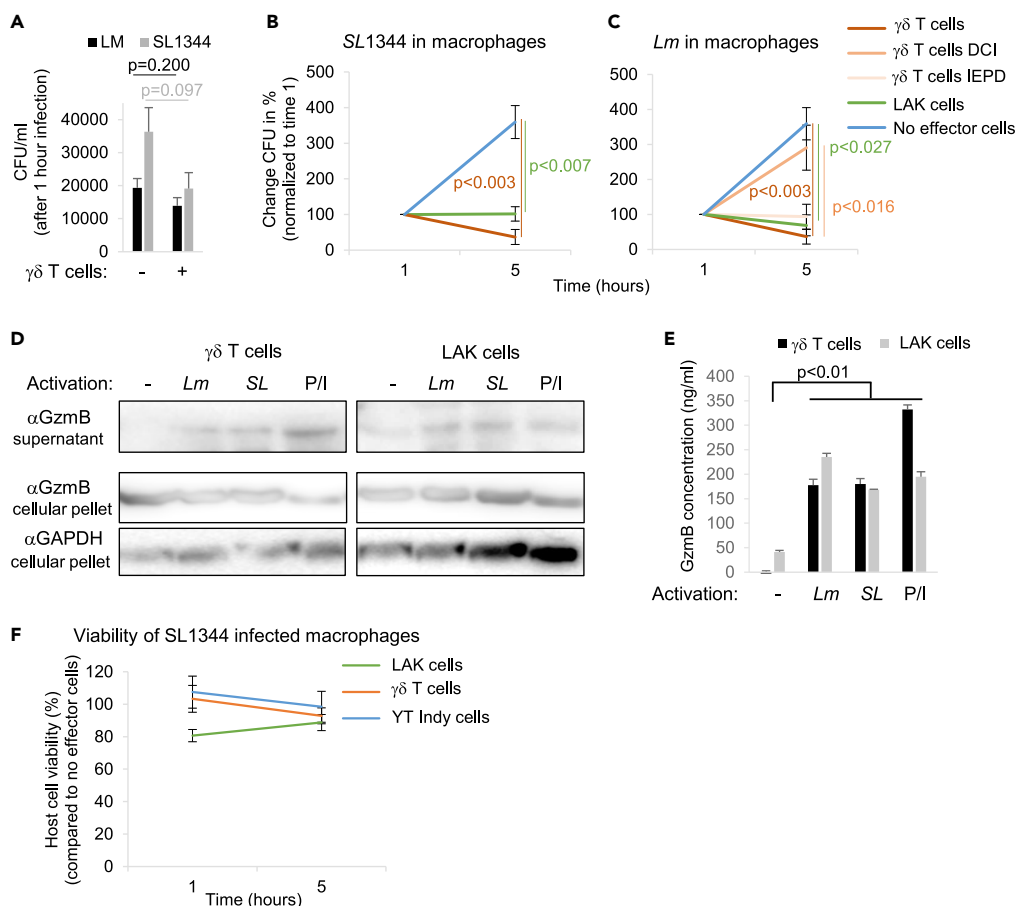 A
LM SL1344
p=0.200
p=0.097
CFU/ml
(after 1 hour infection)
40000
30000
20000
10000
0
γδ T cells: - +
B
SL1344 in macrophages
Change CFU in %
(normalized to time 1)
500
400
300
200
100
0
p<0.003
p<0.007
1 5
C
Lm in macrophages
500
400
300
200
100
0
p<0.003
p<0.027
p<0.016
1 5
Time (hours)
γδ T cells
γδ T cells DCI
γδ T cells IEPD
LAK cells
No effector cells
D
γδ T cells LAK cells
Activation: - Lm SL P/I - Lm SL P/I
αGzmB
supernatant
αGzmB
cellular pellet
αGAPDH
cellular pellet
E
γδ T cells LAK cells
p<0.01
GzmB concentration (ng/ml)
400
350
300
250
200
150
100
50
0
Activation: - Lm SL P/I
F
Viability of SL1344 infected macrophages
LAK cells
γδ T cells
YT Indy cells
Host cell viability (%)
(compared to no effector cells)
120
100
80
60
40
20
0
1 5
Time (hours)